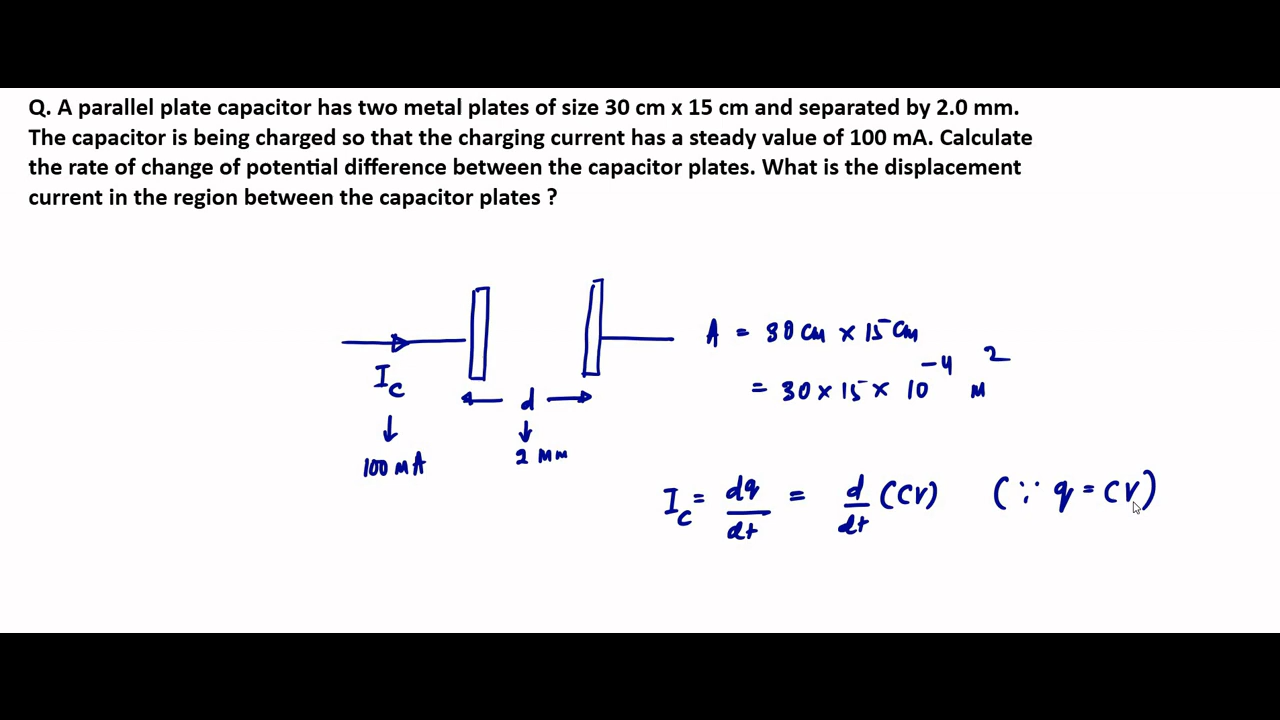 Q. A parallel plate capacitor has two metal plates of size 30 cm x 15 cm and separated by 2.0 mm.
The capacitor is being charged so that the charging current has a steady value of 100 mA. Calculate
the rate of change of potential difference between the capacitor plates. What is the displacement
current in the region between the capacitor plates ?
A = 30 cm × 15 cm
= 30 × 15 × 10⁻⁴ m²
I_c
d
100 mA
2 mm
I_c = dq/dt = d/dt (CV) (∵ q = CV)